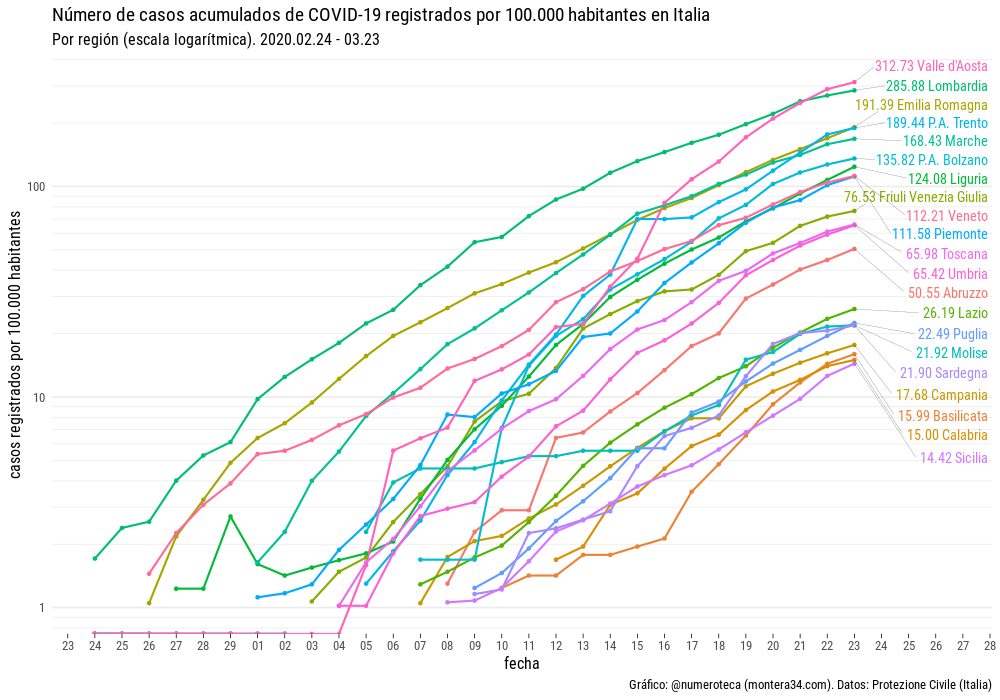 Número de casos acumulados de COVID-19 registrados por 100.000 habitantes en Italia
Por región (escala logarítmica). 2020.02.24 - 03.23
casos registrados por 100.000 habitantes
100
10
1
312.73 Valle d'Aosta
285.88 Lombardia
191.39 Emilia Romagna
189.44 P.A. Trento
168.43 Marche
135.82 P.A. Bolzano
124.08 Liguria
76.53 Friuli Venezia Giulia
112.21 Veneto
111.58 Piemonte
65.98 Toscana
65.42 Umbria
50.55 Abruzzo
26.19 Lazio
22.49 Puglia
21.92 Molise
21.90 Sardegna
17.68 Campania
15.99 Basilicata
15.00 Calabria
14.42 Sicilia
23 24 25 26 27 28 29 01 02 03 04 05 06 07 08 09 10 11 12 13 14 15 16 17 18 19 20 21 22 23 24 25 26 27 28
fecha
Gráfico: @numeroteca (montera34.com). Datos: Protezione Civile (Italia)